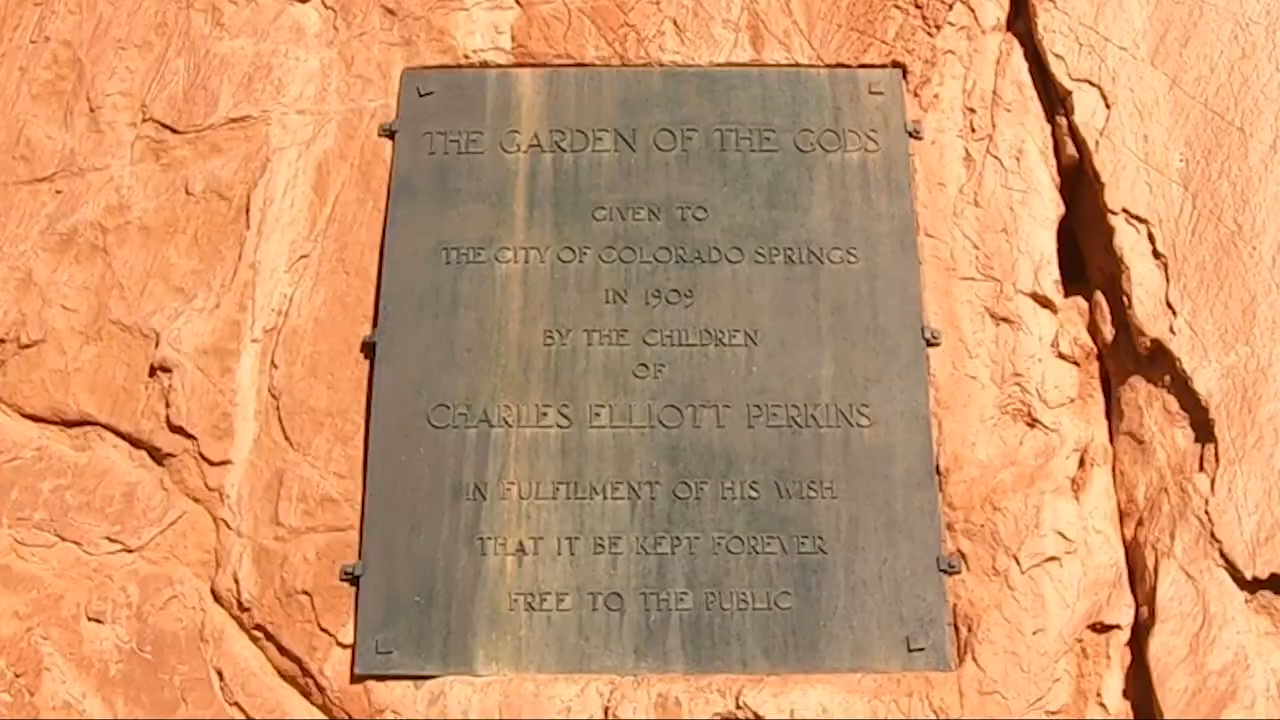 THE GARDEN OF THE GODS
GIVEN TO
THE CITY OF COLORADO SPRINGS
IN 1909
BY THE CHILDREN
OF
CHARLES ELLIOTT PERKINS
IN FULFILMENT OF HIS WISH
THAT IT BE KEPT FOREVER
FREE TO THE PUBLIC